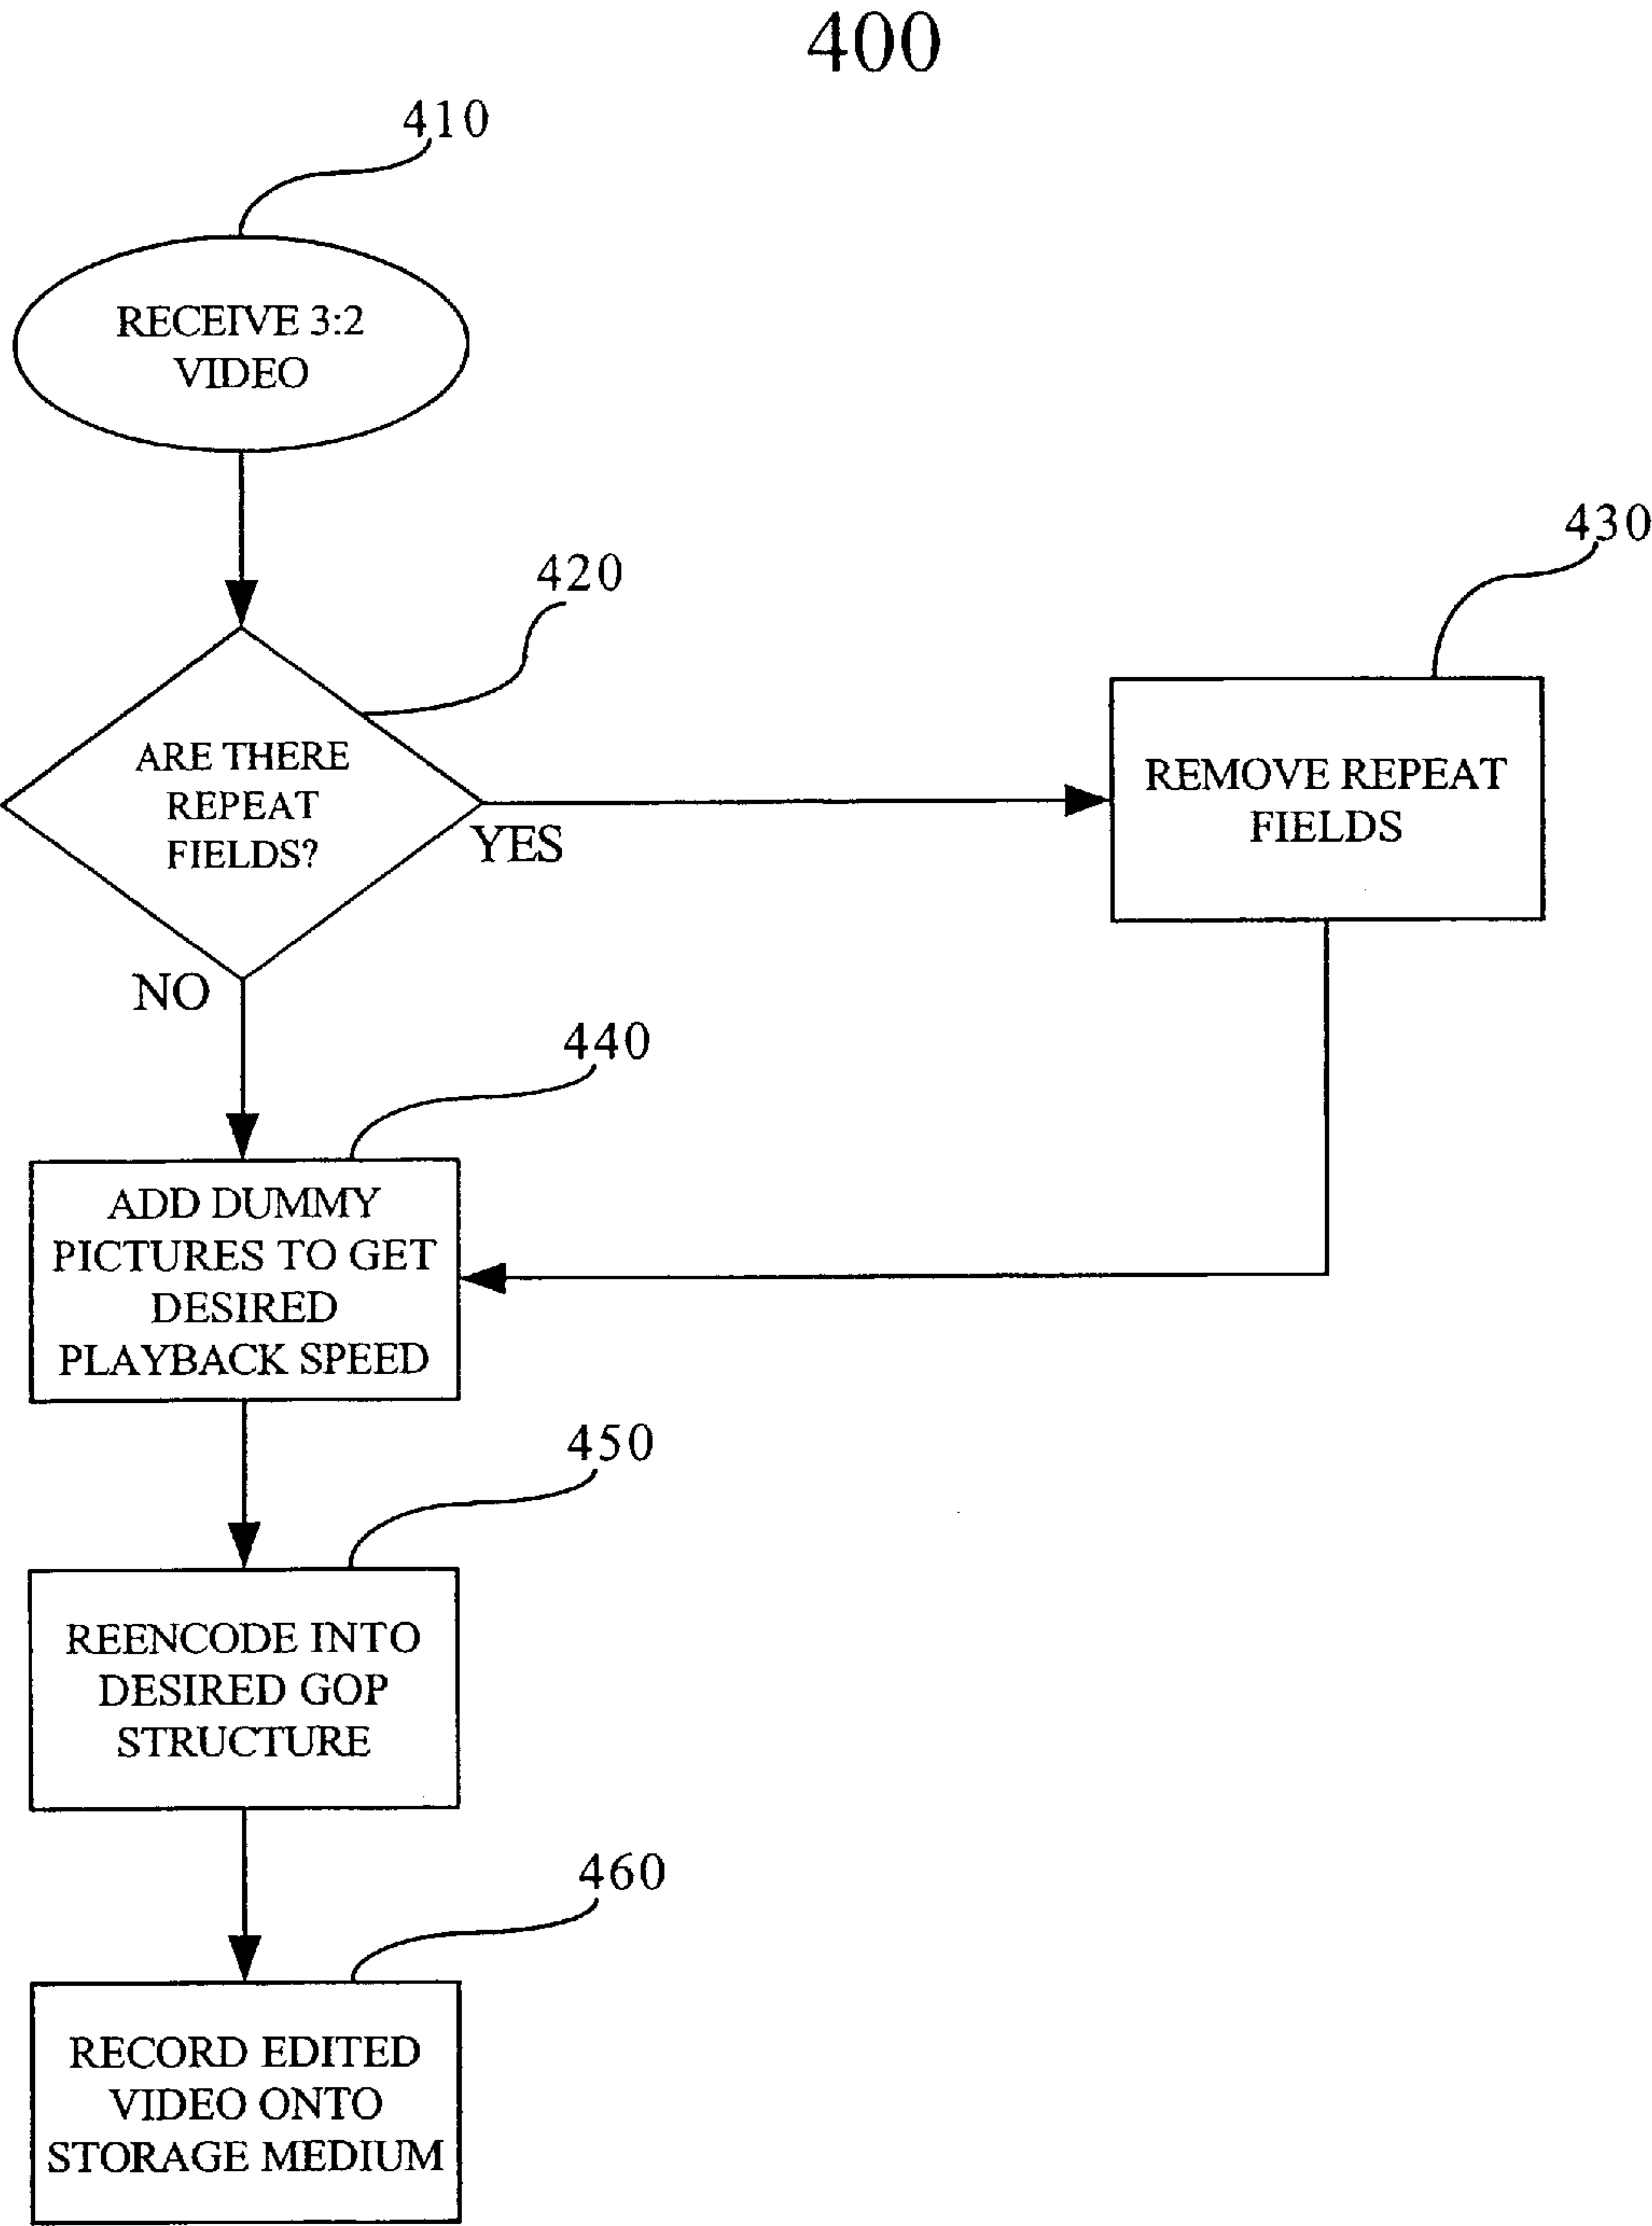 400
410
RECEIVE 3:2
VIDEO
420
430
ARE THERE
REPEAT
FIELDS?
YES
REMOVE REPEAT
FIELDS
NO
440
ADD DUMMY
PICTURES TO GET
DESIRED
PLAYBACK SPEED
450
REENCODE INTO
DESIRED GOP
STRUCTURE
460
RECORD EDITED
VIDEO ONTO
STORAGE MEDIUM